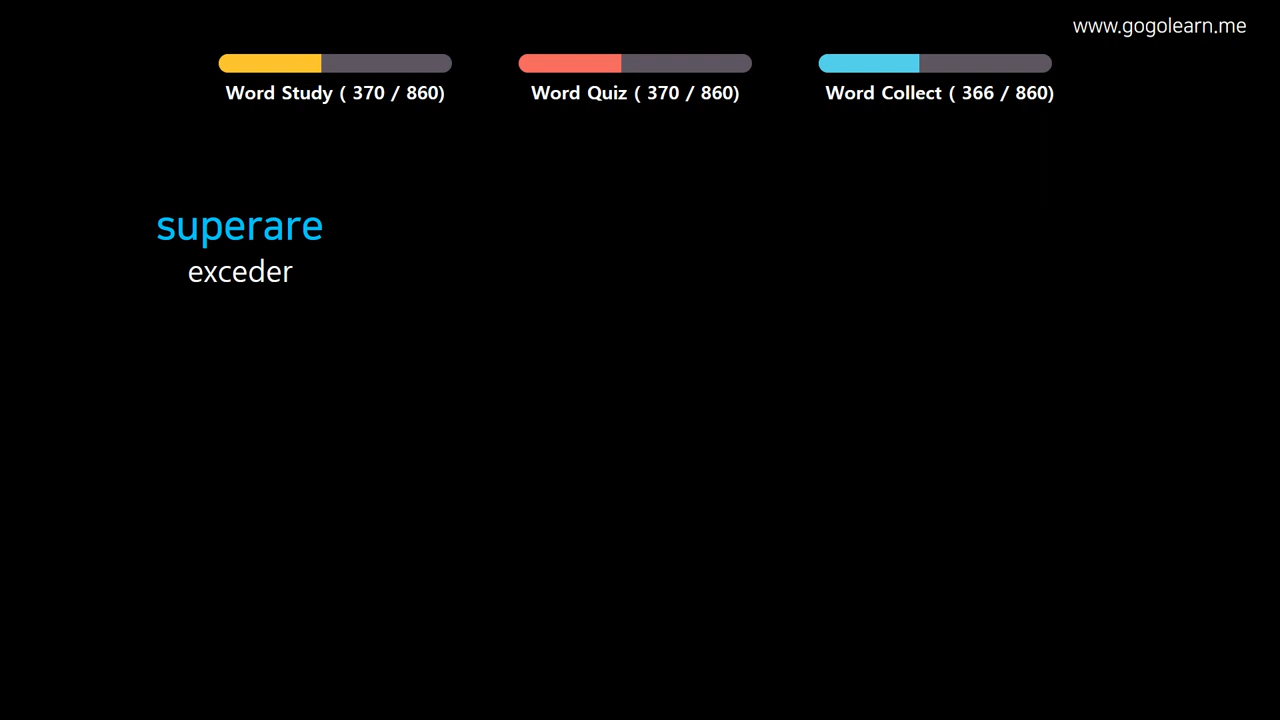 www.gogolearn.me
Word Study ( 370 / 860)
Word Quiz ( 370 / 860)
Word Collect ( 366 / 860)
superare
exceder